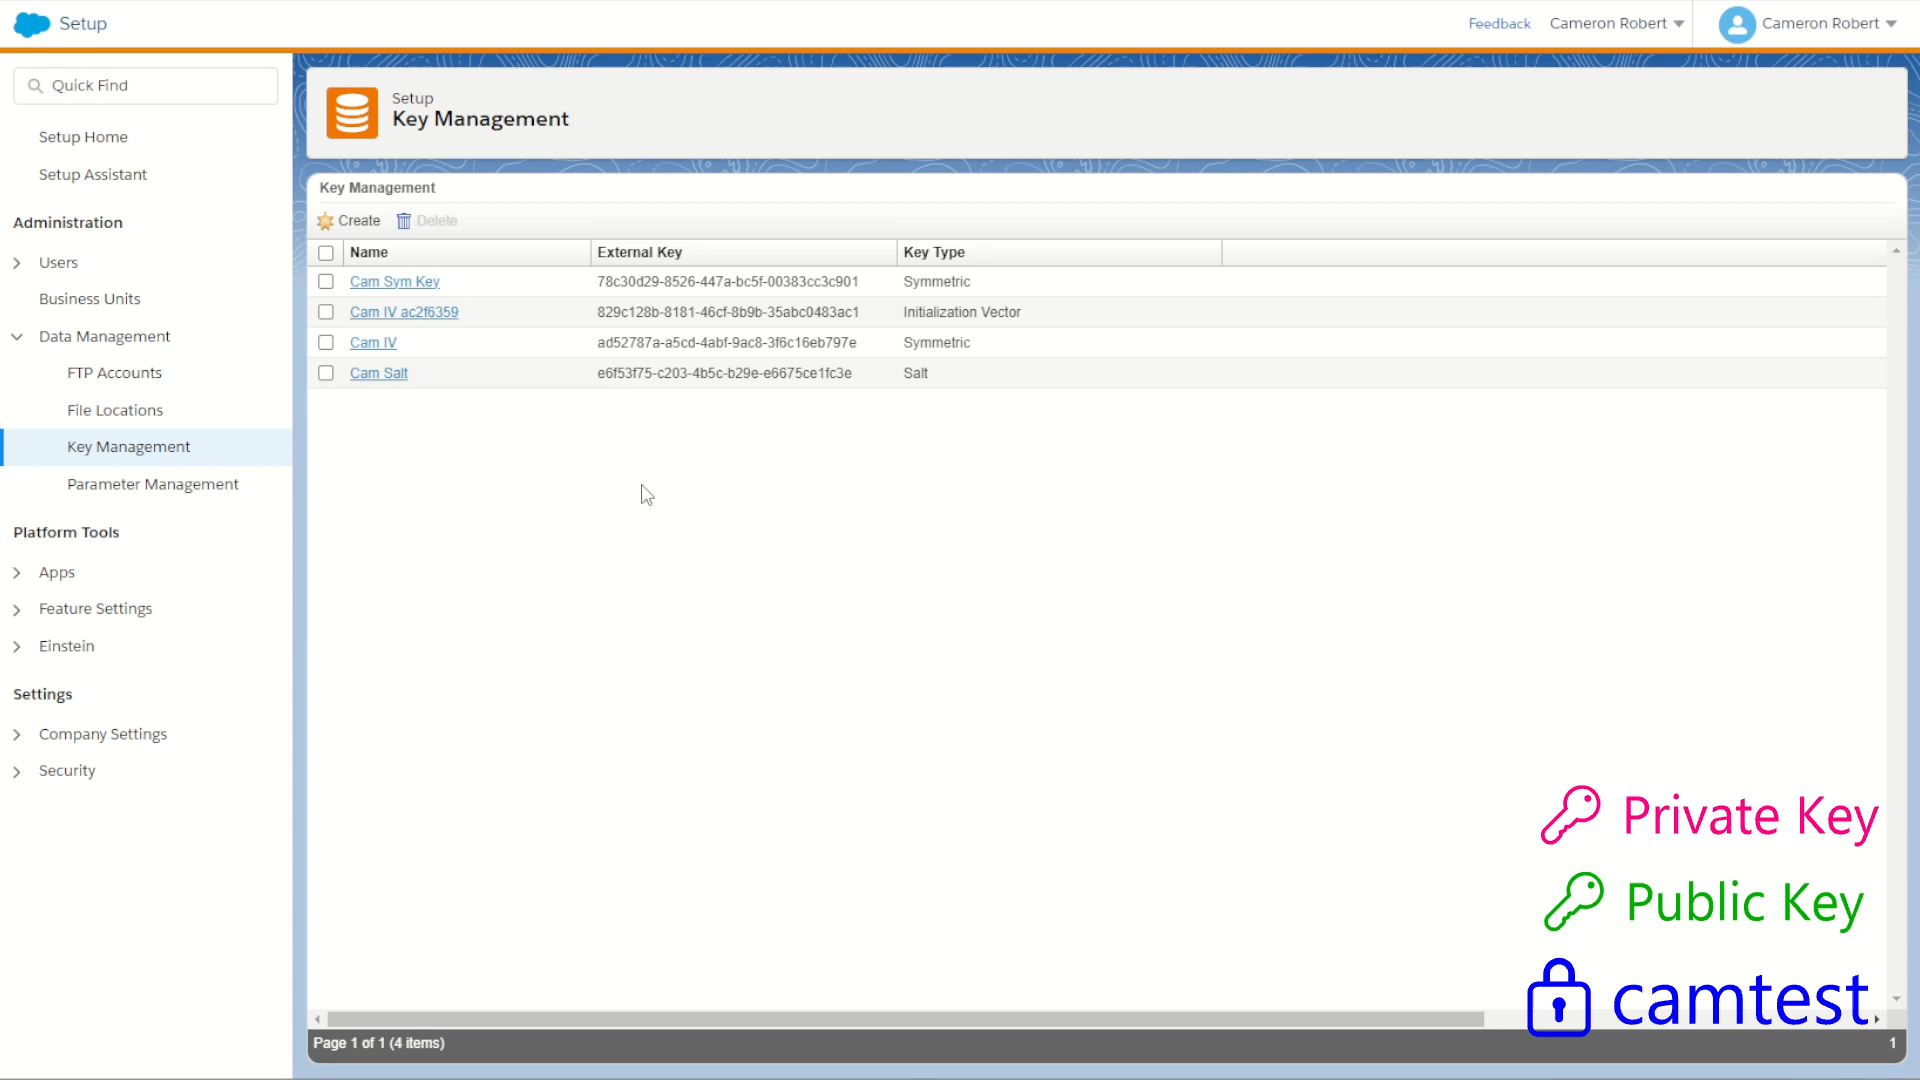 Setup
Feedback
Cameron Robert
Cameron Robert
Quick Find
Setup Home
Setup Assistant
Administration
Users
Business Units
Data Management
FTP Accounts
File Locations
Key Management
Parameter Management
Platform Tools
Apps
Feature Settings
Einstein
Settings
Company Settings
Security
Setup
Key Management
Key Management
Create Delete
Name External Key Key Type
Cam Sym Key 78c30d29-8526-447a-bc5f-00383cc3c901 Symmetric
Cam IV ac2f6359 829c128b-8181-46cf-8b9b-35abc0483ac1 Initialization Vector
Cam IV ad52787a-a5cd-4abf-9ac8-3f6c16eb797e Symmetric
Cam Salt e6f53f75-c203-4b5c-b29e-e6675ce1fc3e Salt
Private Key
Public Key
camtest
Page 1 of 1 (4 items) 1